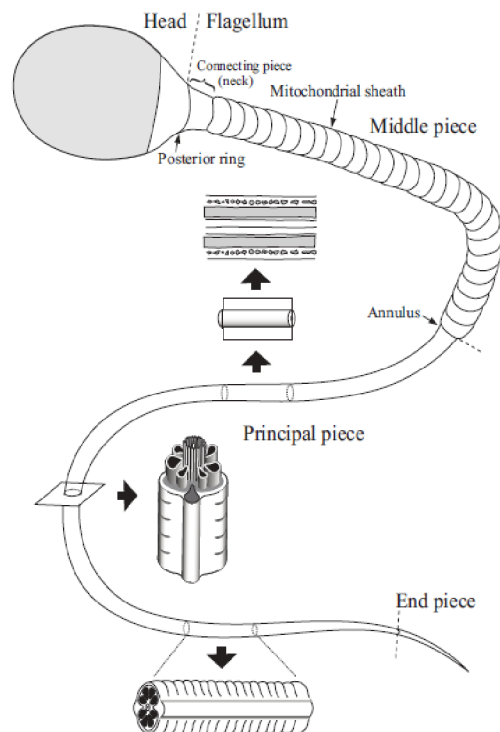 Head
Flagellum
Connecting piece
(neck)
Mitochondrial sheath
Middle piece
Posterior ring
Annulus
Principal piece
End piece